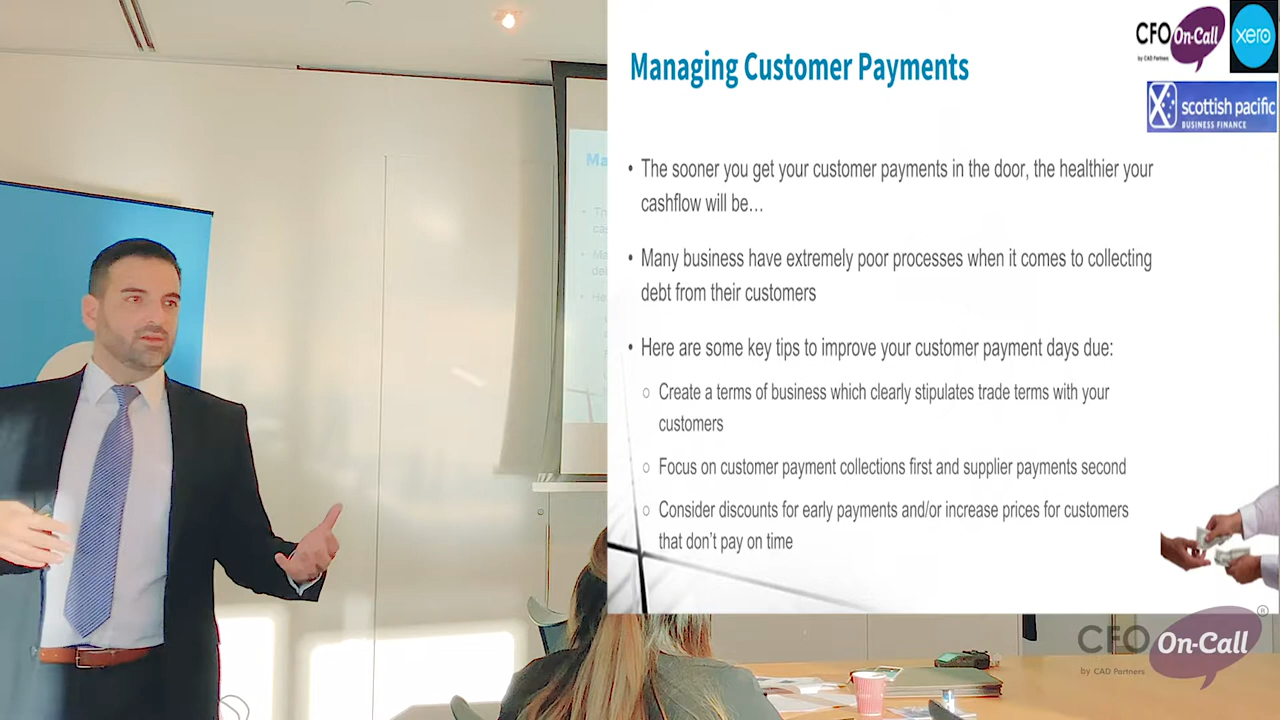 CFO On-Call
by CAD Partners
xero
scottish pacific
BUSINESS FINANCE
Managing Customer Payments
• The sooner you get your customer payments in the door, the healthier your
cashflow will be…
• Many business have extremely poor processes when it comes to collecting
debt from their customers
• Here are some key tips to improve your customer payment days due:
o Create a terms of business which clearly stipulates trade terms with your
customers
o Focus on customer payment collections first and supplier payments second
o Consider discounts for early payments and/or increase prices for customers
that don't pay on time
Ma
CFO On-Call ®
by CAD Partners